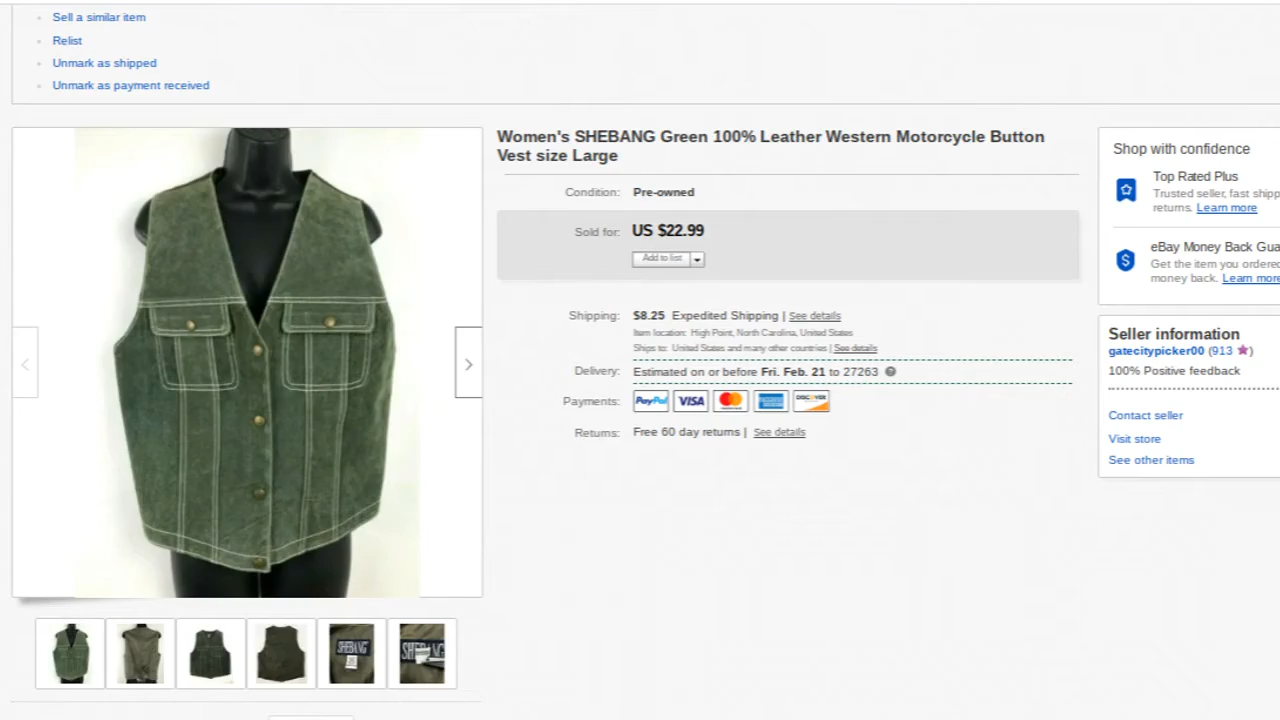 Sell a similar item
Relist
Unmark as shipped
Unmark as payment received
Women's SHEBANG Green 100% Leather Western Motorcycle Button
Vest size Large
Condition: Pre-owned
Sold for: US $22.99
Add to list
Shipping: $8.25 Expedited Shipping | See details
Item location: High Point, North Carolina, United States
Ships to: United States and many other countries | See details
Delivery: Estimated on or before Fri. Feb. 21 to 27263
Payments: PayPal VISA MasterCard AMERICAN EXPRESS DISCOVER
Returns: Free 60 day returns | See details
Shop with confidence
Top Rated Plus
Trusted seller, fast shipp
returns. Learn more
eBay Money Back Gua
Get the item you ordered
money back. Learn more
Seller information
gatecitypicker00 (913 ★)
100% Positive feedback
Contact seller
Visit store
See other items
SHEBANG
SHEBANG